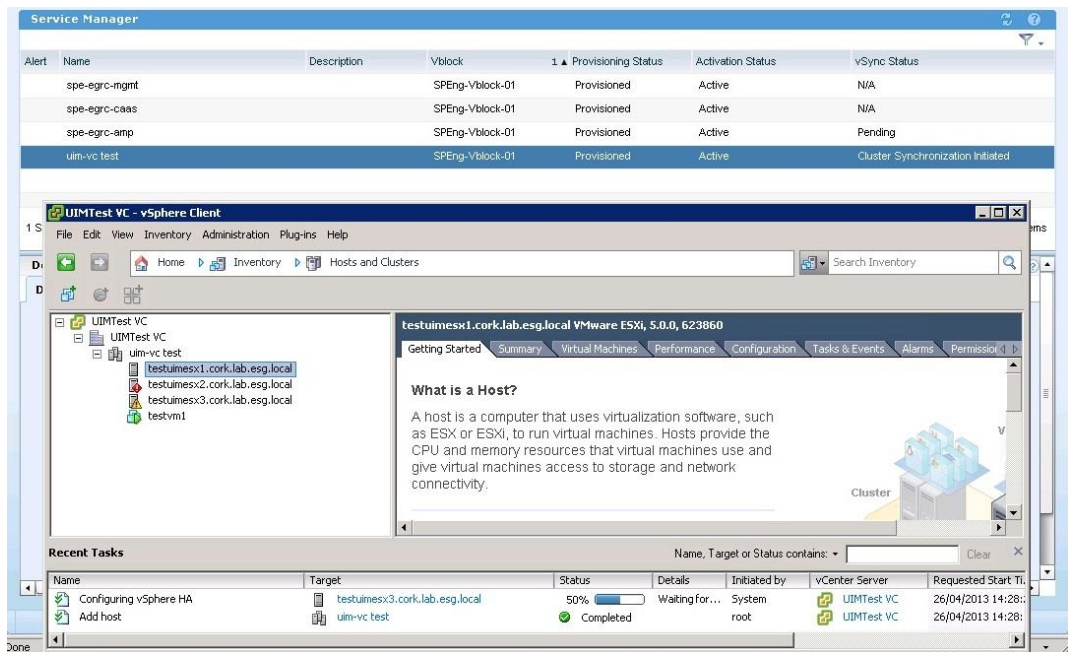 Service Manager
Alert Name Description Vblock 1 Provisioning Status Activation Status vSync Status
spe-egrc-mgmt SPEng-Vblock-01 Provisioned Active N/A
spe-egrc-caas SPEng-Vblock-01 Provisioned Active N/A
spe-egrc-amp SPEng-Vblock-01 Provisioned Active Pending
uim-vc test SPEng-Vblock-01 Provisioned Active Cluster Synchronization Initiated
UIMTest VC - vSphere Client
1 S
ems
File Edit View Inventory Administration Plug-ins Help
D
Home Inventory Hosts and Clusters
Search Inventory
D
UIMTest VC
UIMTest VC
uim-vc test
testuimesx1.cork.lab.esg.local
testuimesx2.cork.lab.esg.local
testuimesx3.cork.lab.esg.local
testvm1
testuimesx1.cork.lab.esg.local VMware ESXi, 5.0.0, 623860
Getting Started Summary Virtual Machines Performance Configuration Tasks & Events Alarms Permission
What is a Host?
A host is a computer that uses virtualization software, such
as ESX or ESXi, to run virtual machines. Hosts provide the
CPU and memory resources that virtual machines use and
give virtual machines access to storage and network
connectivity.
V
Cluster
Recent Tasks
Name, Target or Status contains:
Clear
Name Target Status Details Initiated by vCenter Server Requested Start Ti.
Configuring vSphere HA testuimesx3.cork.lab.esg.local 50% Waiting for... System UIMTest VC 26/04/2013 14:28:
Add host uim-vc test Completed root UIMTest VC 26/04/2013 14:28:
Done